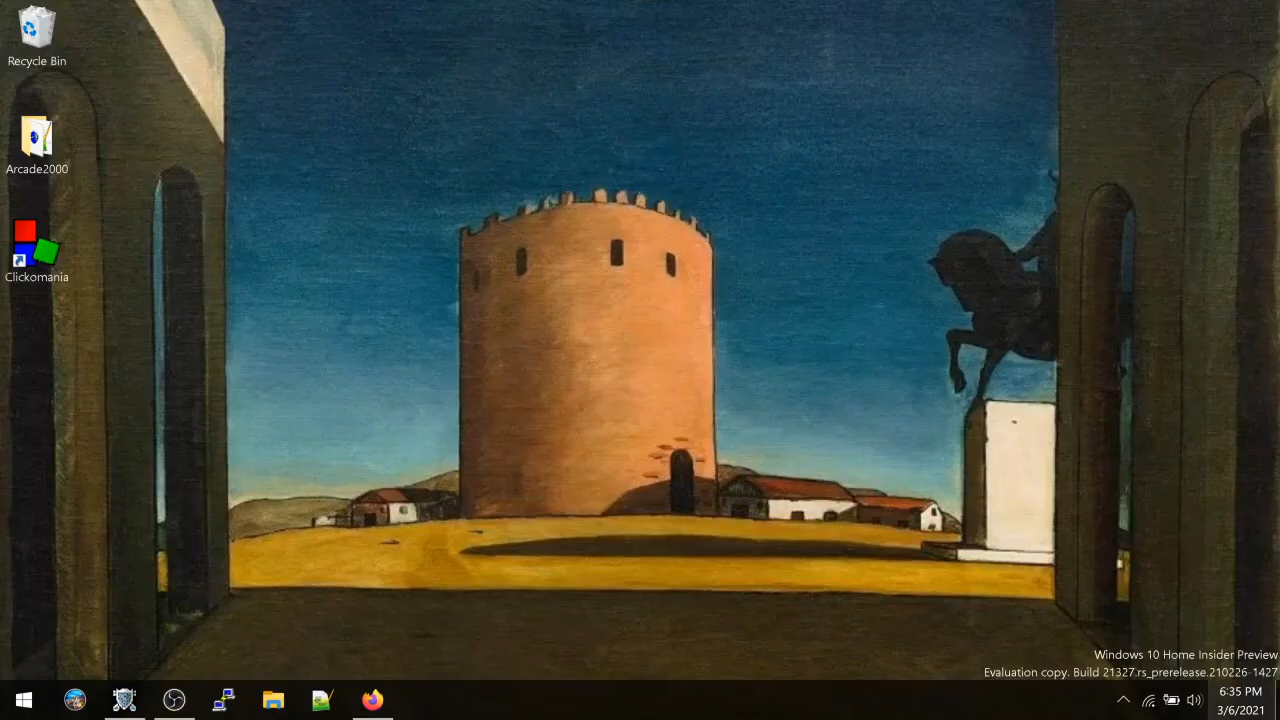 Recycle Bin
Arcade2000
Clickomania
Windows 10 Home Insider Preview
Evaluation copy. Build 21327.rs_prerelease.210226-1427
6:35 PM
3/6/2021